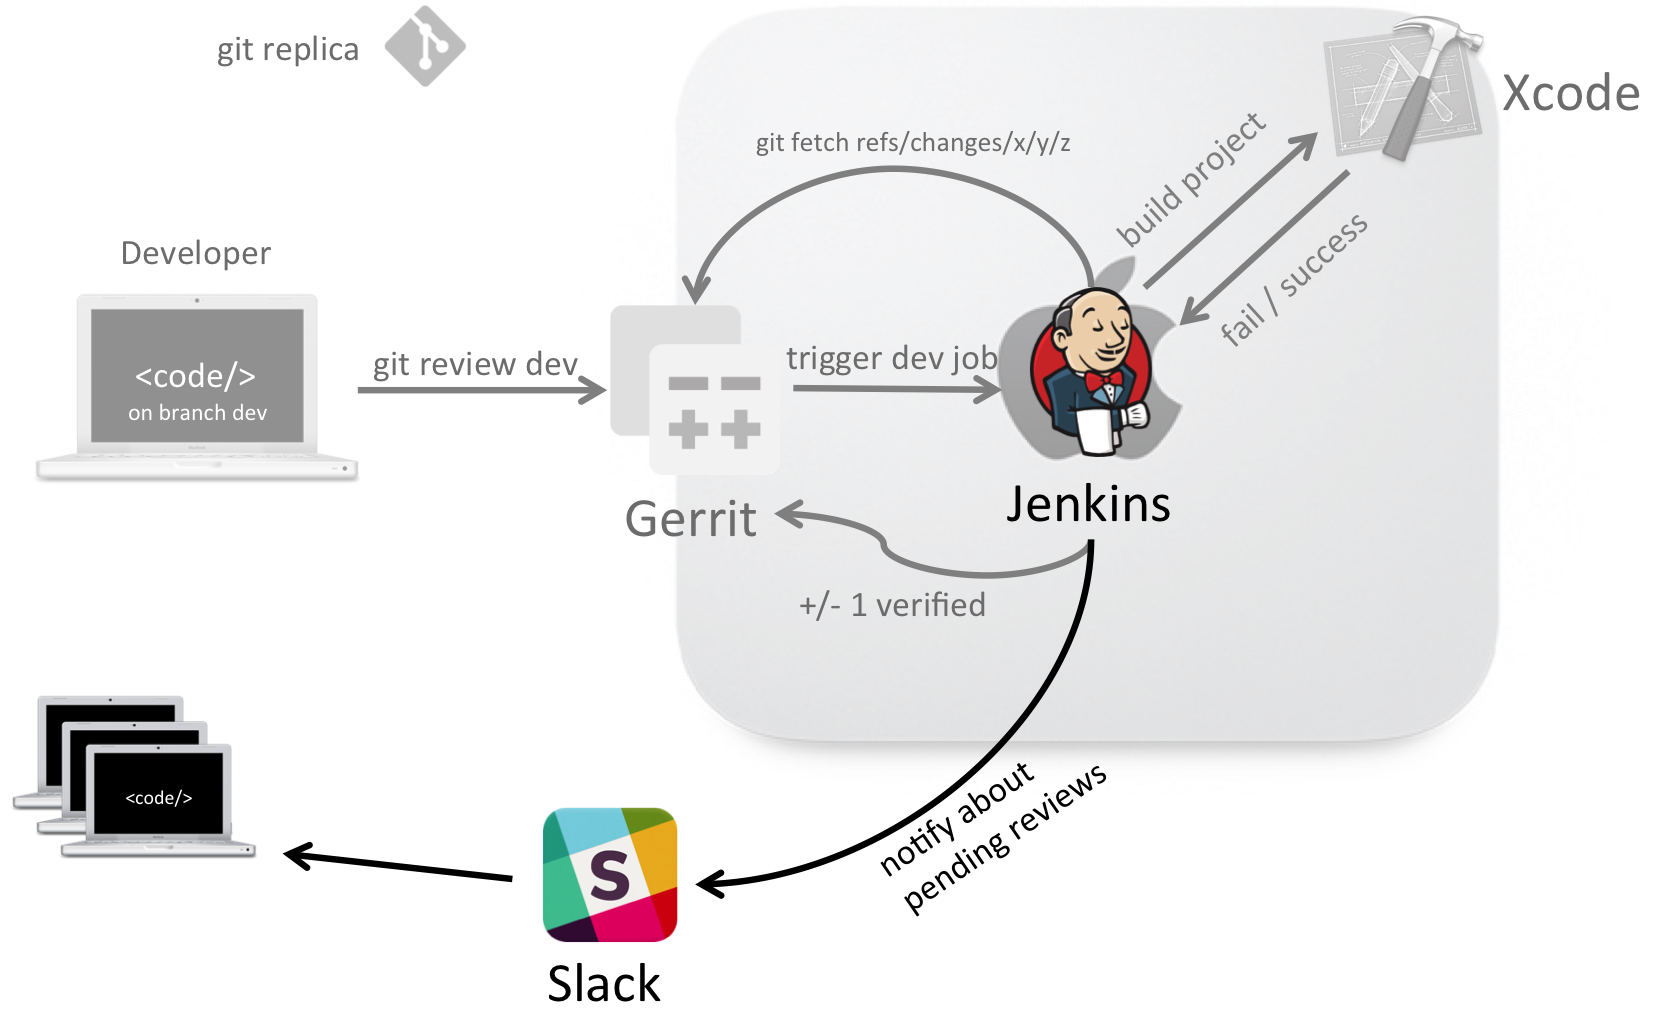 git replica
Xcode
git fetch refs/changes/x/y/z
build project
fail / success
Developer
<code/>
on branch dev
git review dev
trigger dev job
Gerrit
Jenkins
+/- 1 verified
<code/>
notify about
pending reviews
S
Slack